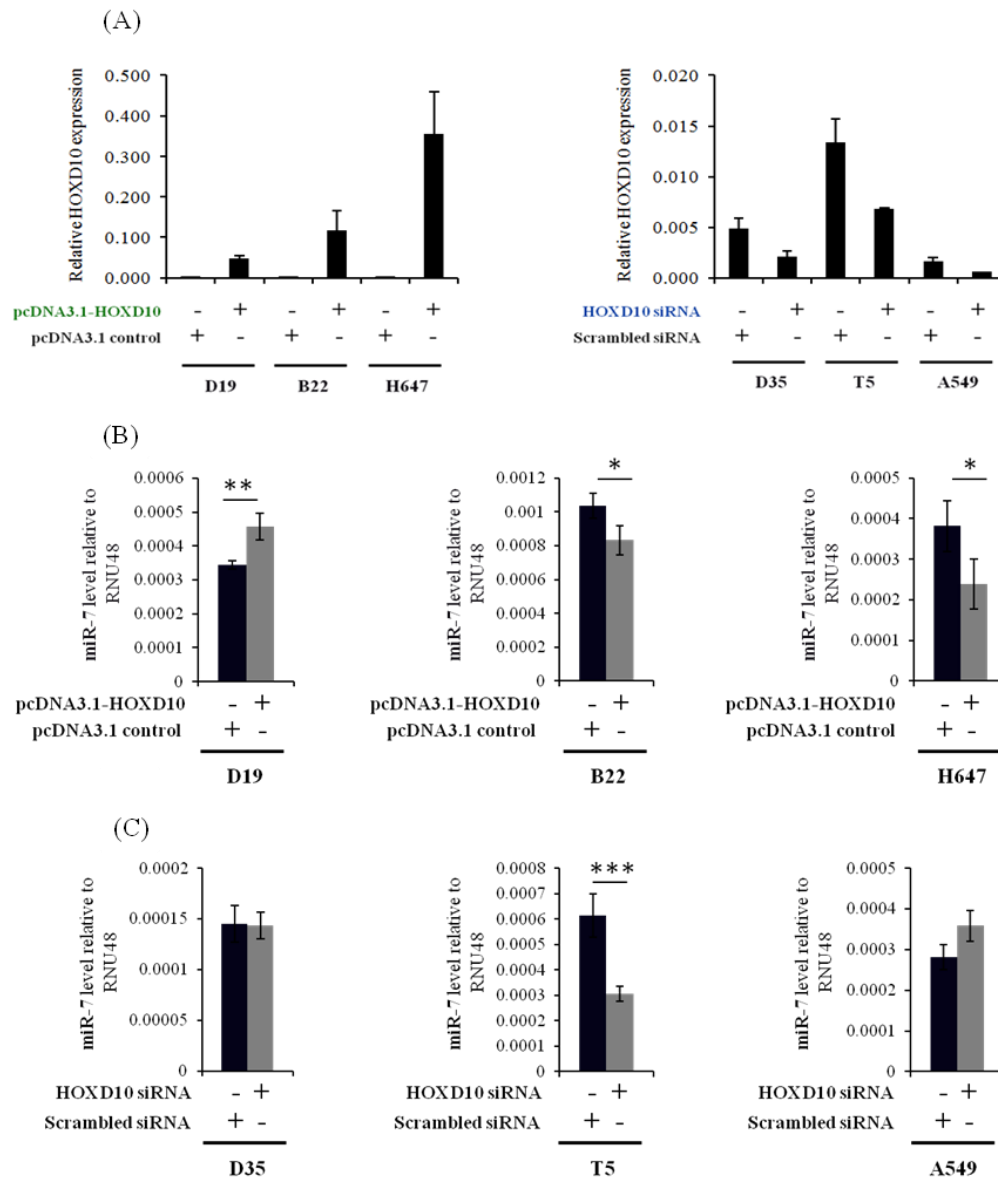 (A)
Relative HOXD10 expression
0.500
0.400
0.300
0.200
0.100
0.000
pcDNA3.1-HOXD10 - + - + - +
pcDNA3.1 control + - + - + -
D19 B22 H647
Relative HOXD10 expression
0.020
0.015
0.010
0.005
0.000
HOXD10 siRNA - + - + - +
Scrambled siRNA + - + - + -
D35 T5 A549
(B)
miR-7 level relative to
RNU48
0.0006
0.0005
0.0004
0.0003
0.0002
0.0001
0
**
pcDNA3.1-HOXD10 - +
pcDNA3.1 control + -
D19
miR-7 level relative to
RNU48
0.0012
0.001
0.0008
0.0006
0.0004
0.0002
0
*
pcDNA3.1-HOXD10 - +
pcDNA3.1 control + -
B22
miR-7 level relative to
RNU48
0.0005
0.0004
0.0003
0.0002
0.0001
0
*
pcDNA3.1-HOXD10 - +
pcDNA3.1 control + -
H647
(C)
miR-7 level relative to
RNU48
0.0002
0.00015
0.0001
0.00005
0
HOXD10 siRNA - +
Scrambled siRNA + -
D35
miR-7 level relative to
RNU48
0.0008
0.0007
0.0006
0.0005
0.0004
0.0003
0.0002
0.0001
0
***
HOXD10 siRNA - +
Scrambled siRNA + -
T5
miR-7 level relative to
RNU48
0.0005
0.0004
0.0003
0.0002
0.0001
0
HOXD10 siRNA - +
Scrambled siRNA + -
A549